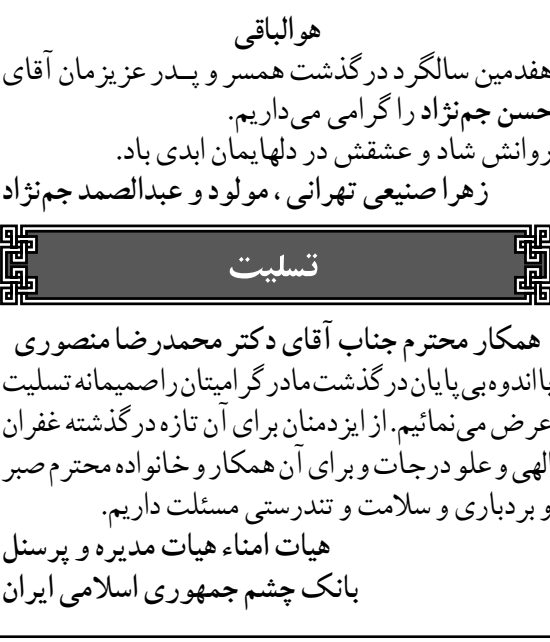 هوالباقی
هفدمین سالگرد درگذشت همسر و پـدر عزیزمان آقای
حسن جم‌نژاد را گرامی می‌داریم.
روانش شاد و عشقش در دلهایمان ابدی باد.
زهرا صنیعی تهرانی ، مولود و عبدالصمد جم‌نژاد
تسلیت
همکار محترم جناب آقای دکتر محمدرضا منصوری
بااندوه بی‌پایان درگذشت مادر گرامیتان را صمیمانه تسلیت
عرض می‌نمائیم. از ایزدمنان برای آن تازه درگذشته غفران
الهی و علو درجات و برای آن همکار و خانواده محترم صبر
و بردباری و سلامت و تندرستی مسئلت داریم.
هیات امناء هیات مدیره و پرسنل
بانک چشم جمهوری اسلامی ایران